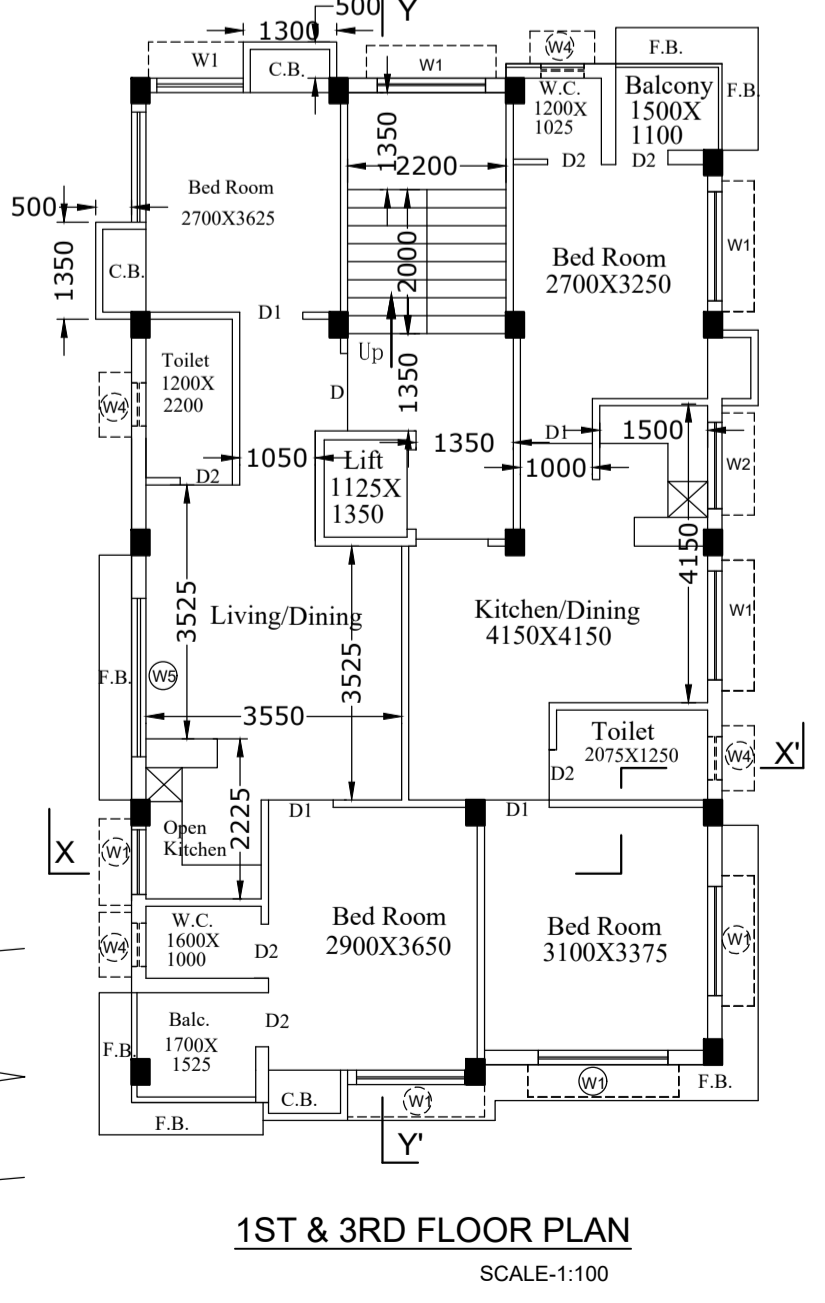 500
Y
1300
W1
C.B.
W1
W4
F.B.
F.B.
W.C.
1200X
1025
Balcony
1500X
1100
D2
D2
1350
2200
Bed Room
2700X3625
500
1350
C.B.
2000
Bed Room
2700X3250
W1
D1
Up
Toilet
1200X
2200
W4
D
1350
D2
1050
Lift
1125X
1350
1350
D1
1500
1000
W2
4150
3525
Living/Dining
Kitchen/Dining
4150X4150
W1
F.B.
W5
3525
3550
Toilet
2075X1250
D2
W4
X'
D1
D1
2225
Open
Kitchen
X
W1
W.C.
1600X
1000
W4
D2
Bed Room
2900X3650
Bed Room
3100X3375
W1
Balc.
1700X
1525
D2
F.B.
C.B.
W1
W1
F.B.
F.B.
Y'
1ST & 3RD FLOOR PLAN
SCALE-1:100